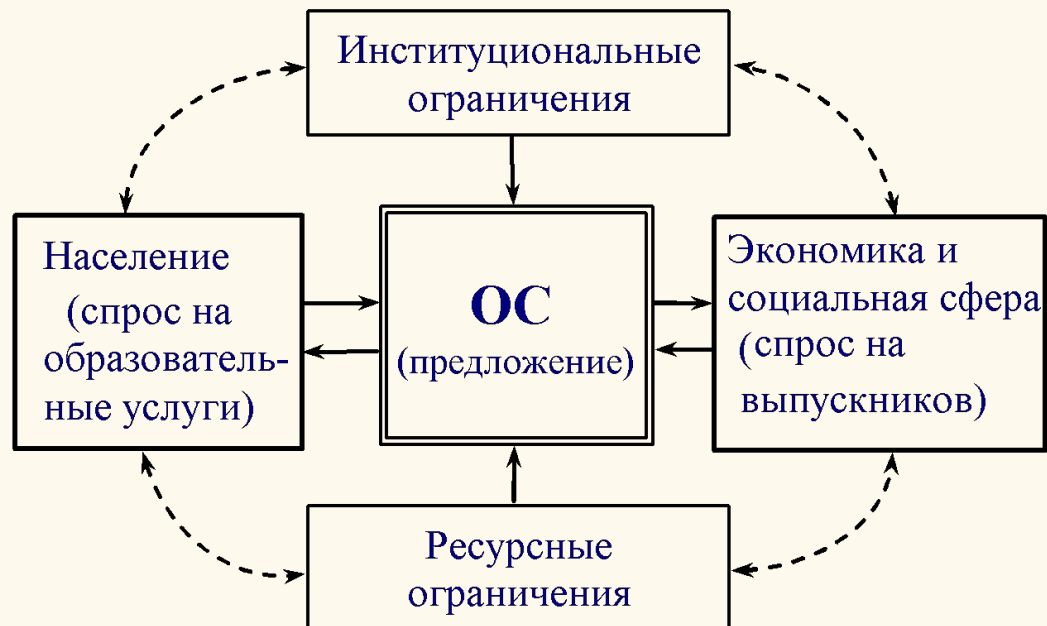 Институциональные
ограничения
Население
(спрос на
образователь-
ные услуги)
ОС
(предложение)
Экономика и
социальная сфера
(спрос на
выпускников)
Ресурсные
ограничения